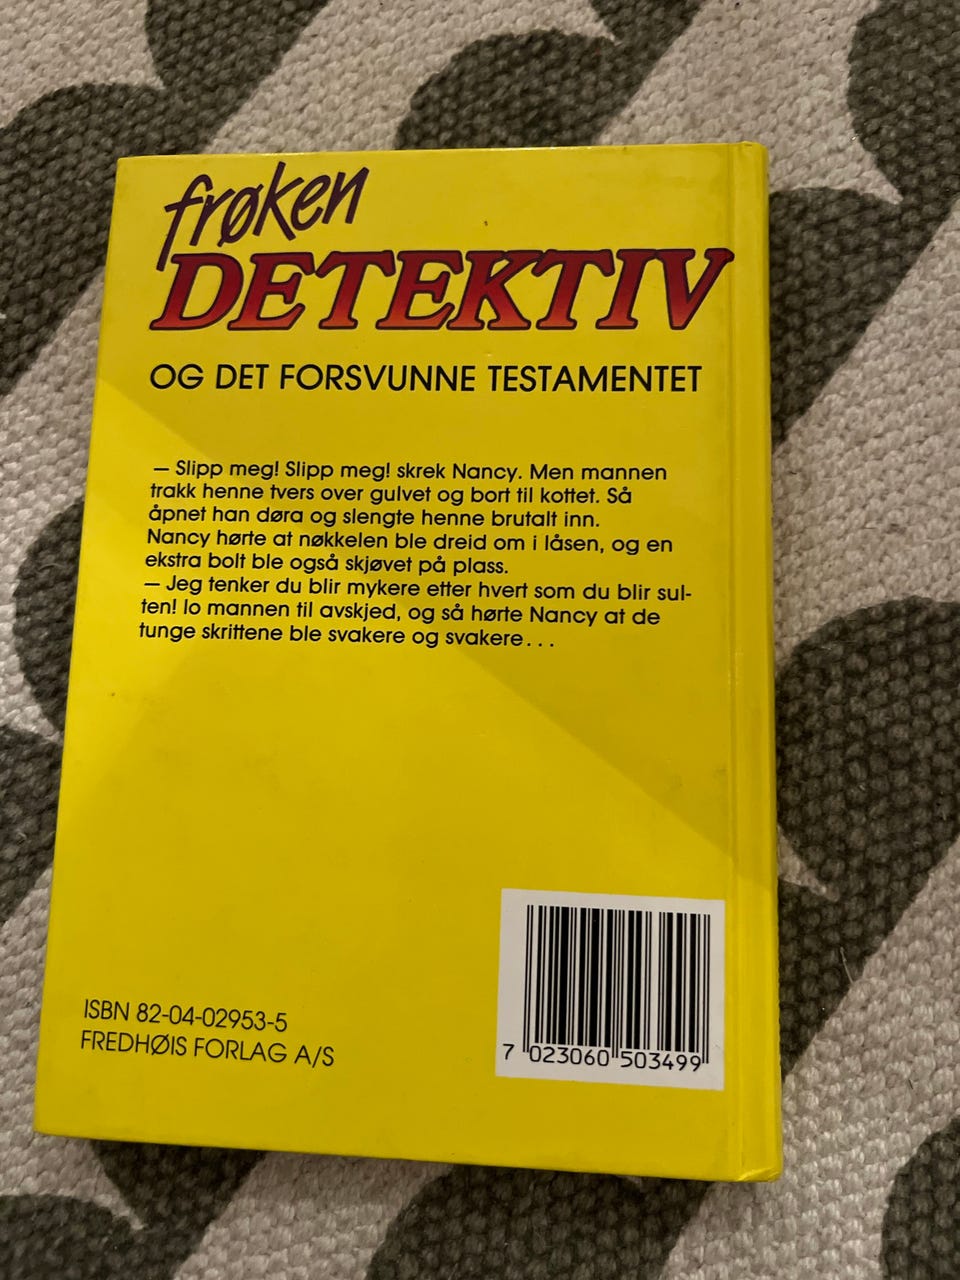 frøken
DETEKTIV
OG DET FORSVUNNE TESTAMENTET
– Slipp meg! Slipp meg! skrek Nancy. Men mannen
trakk henne tvers over gulvet og bort til kottet. Så
åpnet han døra og slengte henne brutalt inn.
Nancy hørte at nøkkelen ble dreid om i låsen, og en
ekstra bolt ble også skjøvet på plass.
– Jeg tenker du blir mykere etter hvert som du blir sul-
ten! lo mannen til avskjed, og så hørte Nancy at de
tunge skrittene ble svakere og svakere...
ISBN 82-04-02953-5
FREDHØIS FORLAG A/S
7 023060 503499